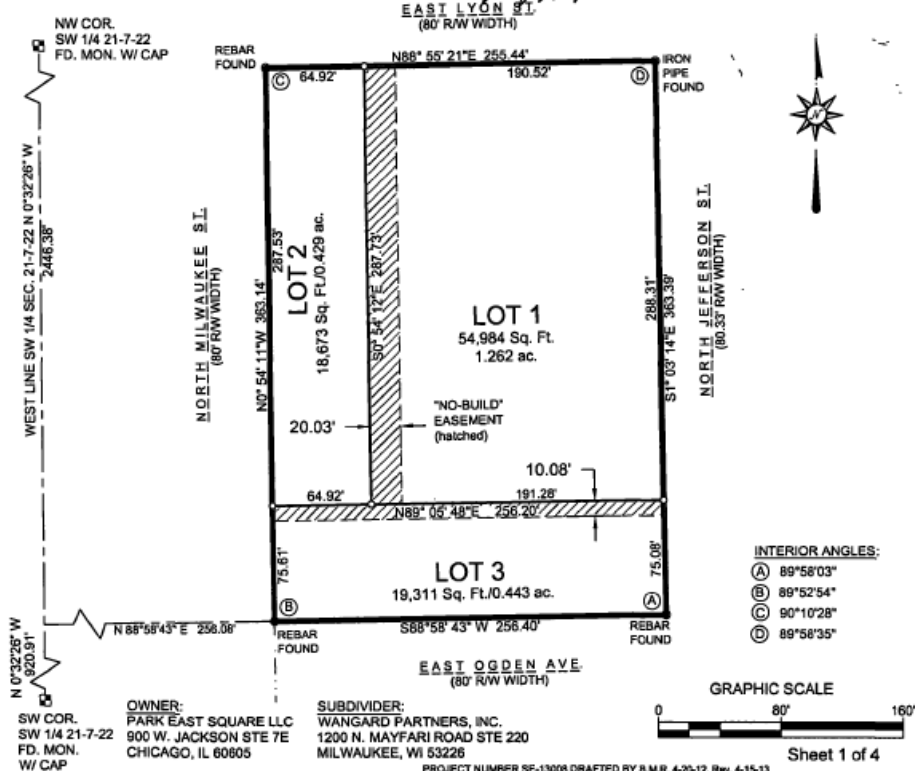 EAST LYON ST.
(80' R/W WIDTH)
NW COR.
SW 1/4 21-7-22
FD. MON. W/ CAP
REBAR
FOUND
N88° 55' 21"E 255.44'
64.92'
190.52'
C
D
IRON
PIPE
FOUND
N
WEST LINE SW 1/4 SEC. 21-7-22 N 0°32'26" W
2446.38'
NORTH MILWAUKEE ST.
(80' R/W WIDTH)
N0° 54' 11"W 363.14'
287.53'
LOT 2
18,673 Sq. Ft./0.429 ac.
S0° 54' 12"E 287.73'
LOT 1
54,984 Sq. Ft.
1.262 ac.
288.31'
S1° 03' 14"E 363.39'
NORTH JEFFERSON ST.
(80.33' R/W WIDTH)
20.03'
"NO-BUILD"
EASEMENT
(hatched)
10.08'
64.92'
191.28'
N89° 05' 48"E 256.20'
75.61'
75.08'
LOT 3
19,311 Sq. Ft./0.443 ac.
B
A
INTERIOR ANGLES:
A 89°58'03"
B 89°52'54"
C 90°10'28"
D 89°58'35"
N 88°58'43" E 256.08'
REBAR
FOUND
S88°58' 43" W 256.40'
REBAR
FOUND
N 0°32'26" W
920.91'
EAST OGDEN AVE.
(80' R/W WIDTH)
SW COR.
SW 1/4 21-7-22
FD. MON.
W/ CAP
OWNER:
PARK EAST SQUARE LLC
900 W. JACKSON STE 7E
CHICAGO, IL 60605
SUBDIVIDER:
WANGARD PARTNERS, INC.
1200 N. MAYFARI ROAD STE 220
MILWAUKEE, WI 53226
GRAPHIC SCALE
0 80' 160'
Sheet 1 of 4
PROJECT NUMBER SE-13008 DRAFTED BY B.M.R. 4-20-12 Rev. 4-15-13